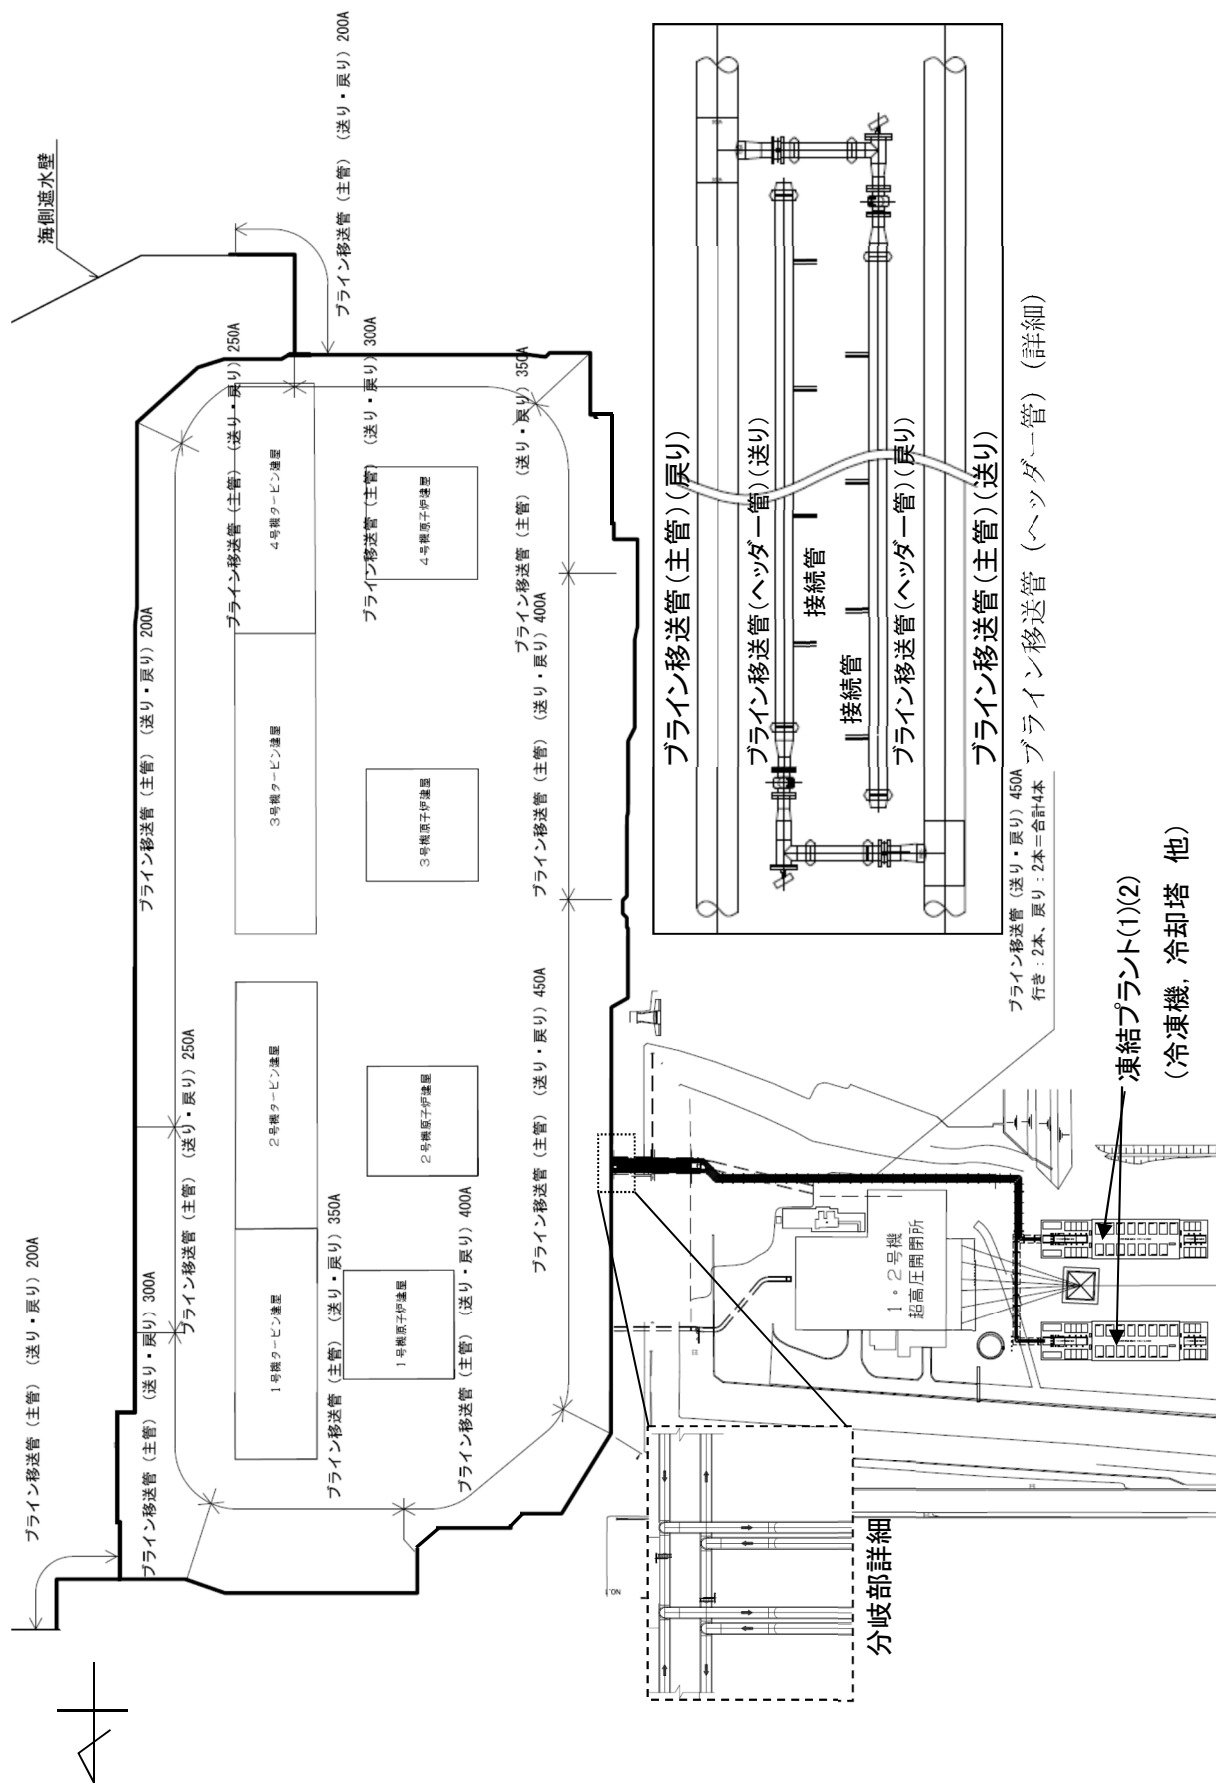 海側遮水壁
ブライン移送管（主管）（送り・戻り）200A
ブライン移送管（主管）（送り・戻り）200A
ブライン移送管（主管）（送り・戻り）300A
ブライン移送管（主管）（送り・戻り）250A
ブライン移送管（主管）（送り・戻り）200A
ブライン移送管（主管）（送り・戻り）250A
ブライン移送管（主管）（送り・戻り）300A
ブライン移送管（主管）（送り・戻り）350A
ブライン移送管（主管）（送り・戻り）400A
ブライン移送管（主管）（送り・戻り）450A
ブライン移送管（主管）（送り・戻り）400A
ブライン移送管（主管）（送り・戻り）350A
1号機タービン建屋
2号機タービン建屋
3号機タービン建屋
4号機タービン建屋
1号機原子炉建屋
2号機原子炉建屋
3号機原子炉建屋
4号機原子炉建屋
ブライン移送管(主管)(戻り)
ブライン移送管(ヘッダー管)(送り)
接続管
接続管
ブライン移送管(ヘッダー管)(戻り)
ブライン移送管(主管)(送り)
ブライン移送管（ヘッダー管）（詳細）
ブライン移送管（送り・戻り）450A
行き：2本、戻り：2本＝合計4本
1・2号機
超高圧開閉所
凍結プラント(1)(2)
(冷凍機，冷却塔 他)
分岐部詳細
NO.1